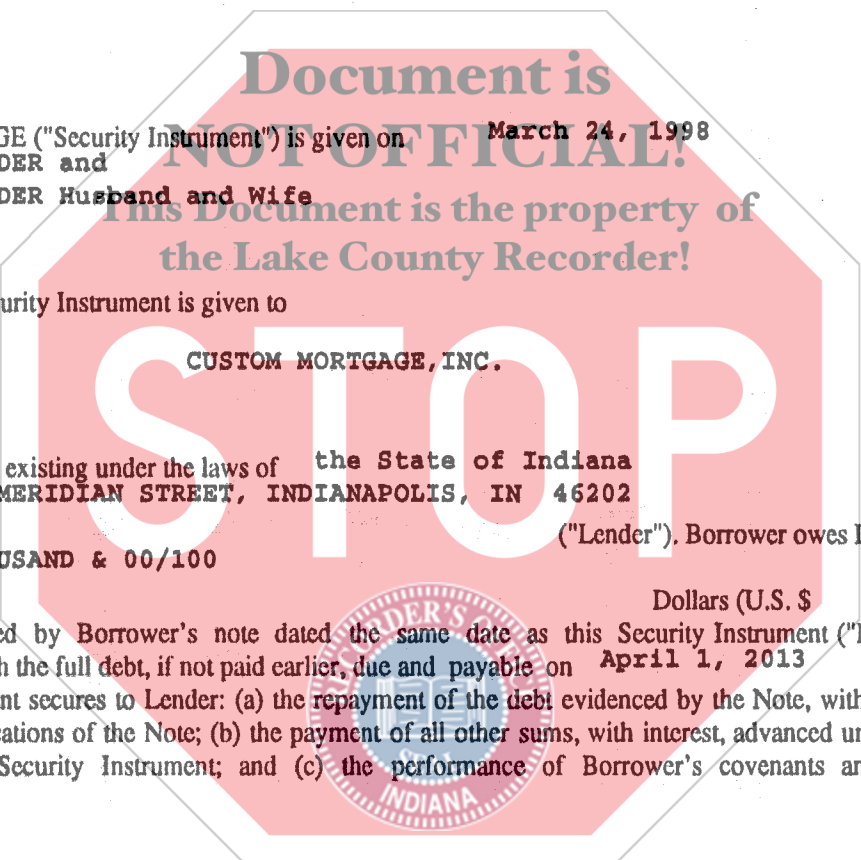 Document is
GE ("Security Instrument") is given on March 24, 1998
NOT OFFICIAL!
DER and
DER Husband and Wife
This Document is the property of
the Lake County Recorder!
urity Instrument is given to
STOP
CUSTOM MORTGAGE, INC.
existing under the laws of the State of Indiana
MERIDIAN STREET, INDIANAPOLIS, IN 46202
("Lender"). Borrower owes
USAND & 00/100
Dollars (U.S. $
ed by Borrower's note dated the same date as this Security Instrument ("
h the full debt, if not paid earlier, due and payable on April 1, 2013
nt secures to Lender: (a) the repayment of the debt evidenced by the Note, with
ations of the Note; (b) the payment of all other sums, with interest, advanced un
Security Instrument; and (c) the performance of Borrower's covenants an
RECORDER'S
SEAL
INDIANA